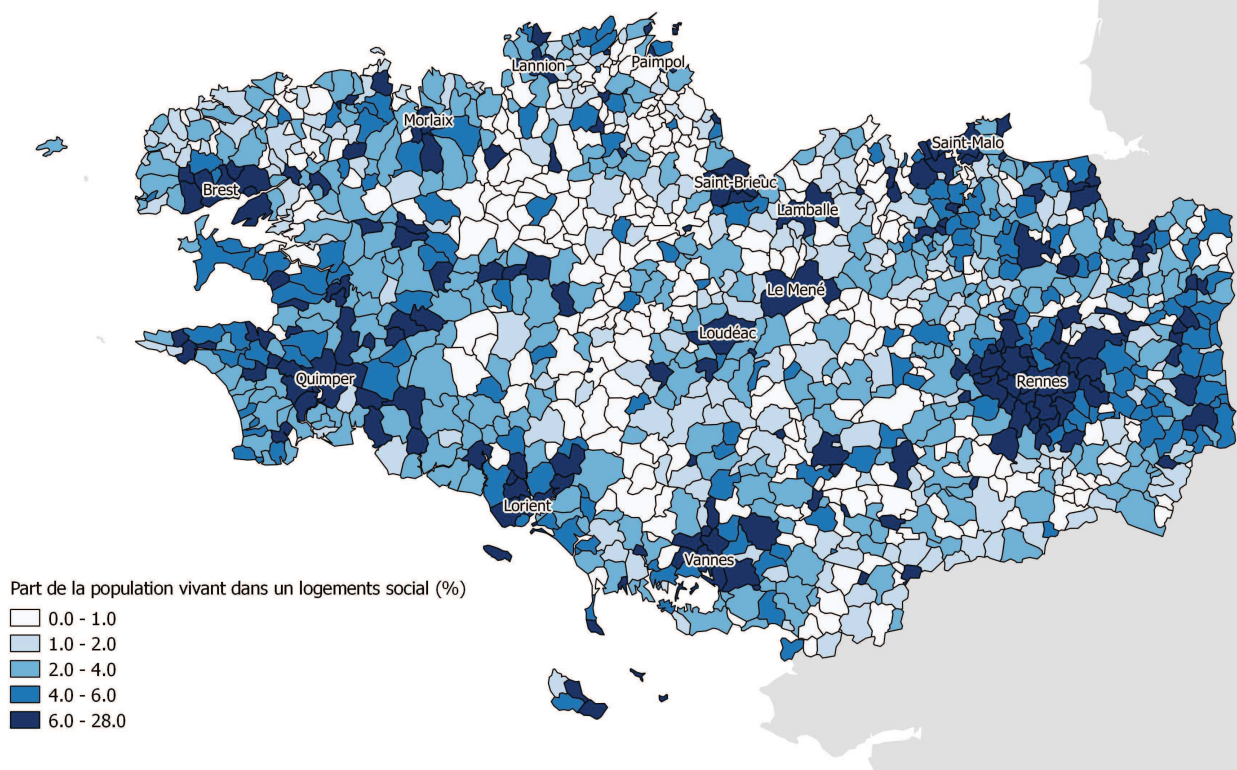 Lannion
Paimpol
Morlaix
Saint-Malo
Brest
Saint-Brieuc
Lamballe
Le Mené
Loudéac
Quimper
Rennes
Lorient
Vannes
Part de la population vivant dans un logements social (%)
0.0 - 1.0
1.0 - 2.0
2.0 - 4.0
4.0 - 6.0
6.0 - 28.0